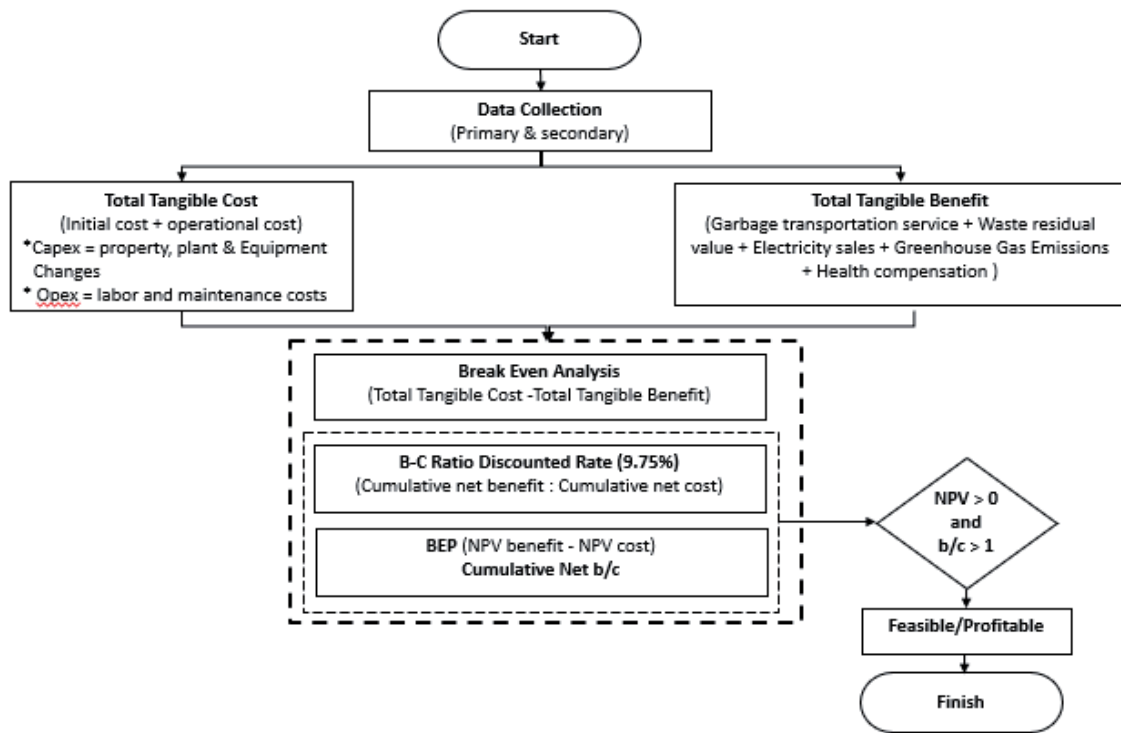 Start
Data Collection
(Primary & secondary)
Total Tangible Cost
(Initial cost + operational cost)
*Capex = property, plant & Equipment
Changes
* Opex = labor and maintenance costs
Total Tangible Benefit
(Garbage transportation service + Waste residual
value + Electricity sales + Greenhouse Gas Emissions
+ Health compensation )
Break Even Analysis
(Total Tangible Cost -Total Tangible Benefit)
B-C Ratio Discounted Rate (9.75%)
(Cumulative net benefit : Cumulative net cost)
BEP (NPV benefit - NPV cost)
Cumulative Net b/c
NPV > 0
and
b/c > 1
Feasible/Profitable
Finish